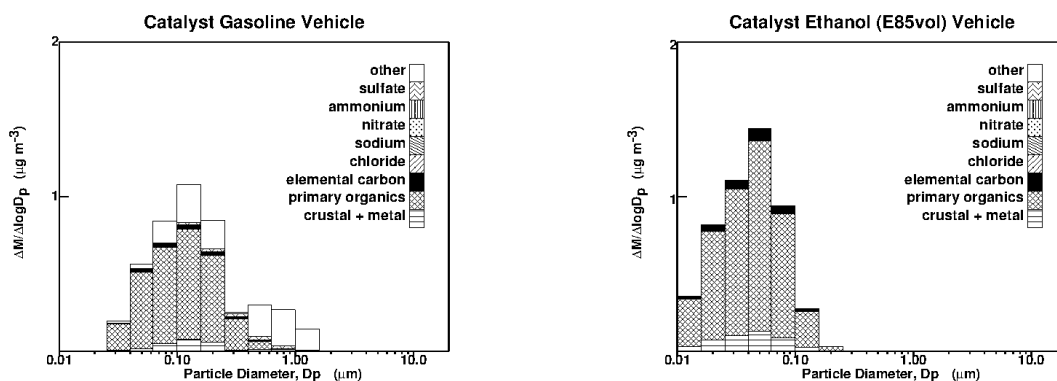 Catalyst Gasoline Vehicle
2
1
0
ΔM/ΔlogDp (μg m⁻³)
other
sulfate
ammonium
nitrate
sodium
chloride
elemental carbon
primary organics
crustal + metal
0.01 0.10 1.00 10.0
Particle Diameter, Dp (μm)
Catalyst Ethanol (E85vol) Vehicle
2
1
0
ΔM/ΔlogDp (μg m⁻³)
other
sulfate
ammonium
nitrate
sodium
chloride
elemental carbon
primary organics
crustal + metal
0.01 0.10 1.00 10.0
Particle Diameter, Dp (μm)